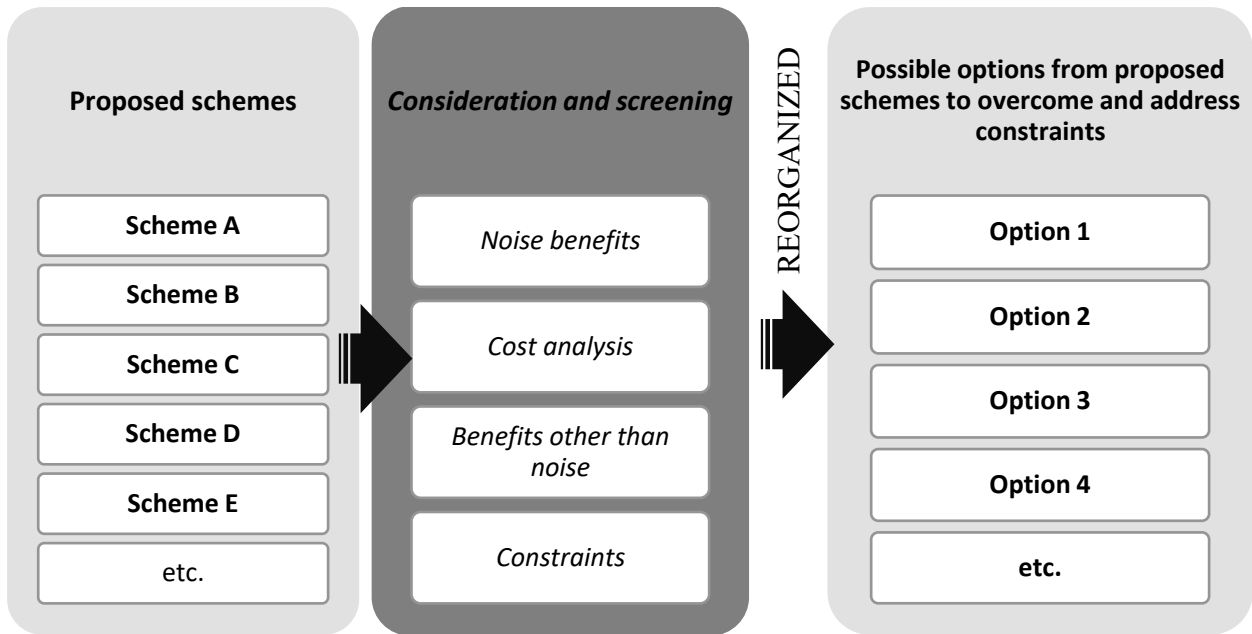 Proposed schemes
Scheme A
Scheme B
Scheme C
Scheme D
Scheme E
etc.
Consideration and screening
Noise benefits
Cost analysis
Benefits other than
noise
Constraints
REORGANIZED
Possible options from proposed
schemes to overcome and address
constraints
Option 1
Option 2
Option 3
Option 4
etc.